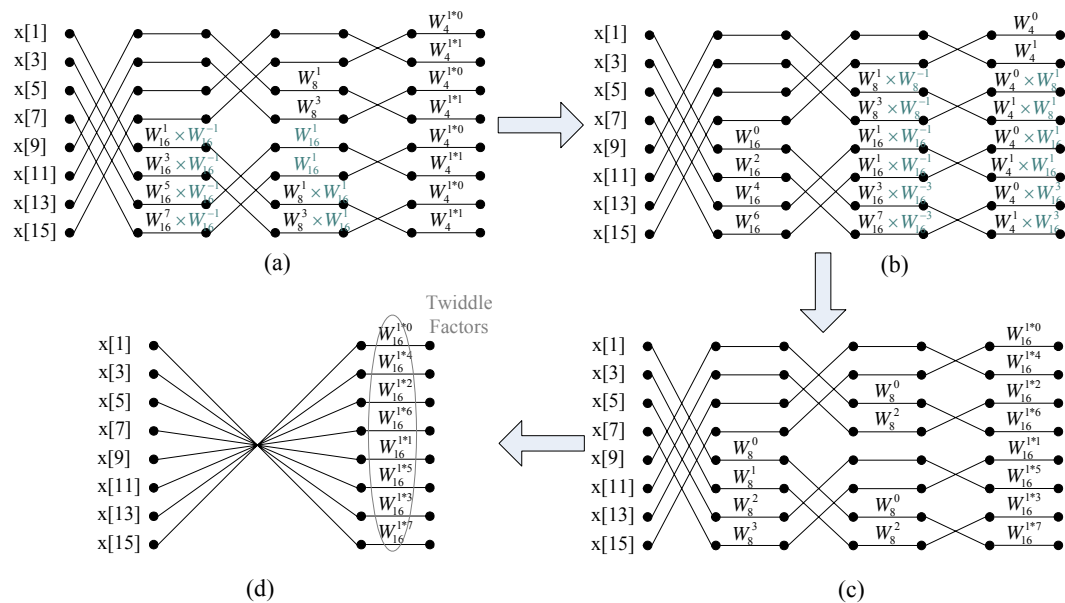 x[1]
x[3]
x[5]
x[7]
x[9]
x[11]
x[13]
x[15]
W_16^1 × W_16^-1
W_16^3 × W_16^-1
W_16^5 × W_16^-1
W_16^7 × W_16^-1
W_8^1
W_8^3
W_16^1
W_16^1
W_8^1 × W_16^1
W_8^3 × W_16^1
W_4^1*0
W_4^1*1
W_4^1*0
W_4^1*1
W_4^1*0
W_4^1*1
W_4^1*0
W_4^1*1
(a)
x[1]
x[3]
x[5]
x[7]
x[9]
x[11]
x[13]
x[15]
W_16^0
W_16^2
W_16^4
W_16^6
W_8^1 × W_8^-1
W_8^3 × W_8^-1
W_16^1 × W_16^-1
W_16^1 × W_16^-1
W_16^3 × W_16^-3
W_16^7 × W_16^-3
W_4^0
W_4^1
W_4^0 × W_8^1
W_4^1 × W_8^1
W_4^0 × W_16^1
W_4^1 × W_16^1
W_4^0 × W_16^3
W_4^1 × W_16^3
(b)
x[1]
x[3]
x[5]
x[7]
x[9]
x[11]
x[13]
x[15]
Twiddle
Factors
W_16^1*0
W_16^1*4
W_16^1*2
W_16^1*6
W_16^1*1
W_16^1*5
W_16^1*3
W_16^1*7
(d)
x[1]
x[3]
x[5]
x[7]
x[9]
x[11]
x[13]
x[15]
W_8^0
W_8^1
W_8^2
W_8^3
W_8^0
W_8^2
W_8^0
W_8^2
W_16^1*0
W_16^1*4
W_16^1*2
W_16^1*6
W_16^1*1
W_16^1*5
W_16^1*3
W_16^1*7
(c)